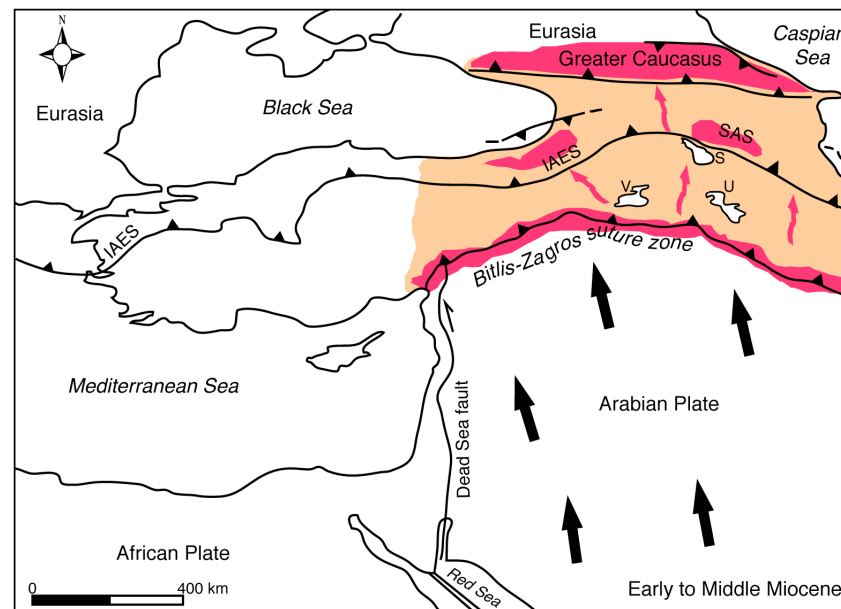 N
Eurasia
Caspian
Sea
Greater Caucasus
Eurasia
Black Sea
SAS
IAES
S
V
U
IAES
Bitlis-Zagros suture zone
Mediterranean Sea
Dead Sea fault
Arabian Plate
African Plate
Red Sea
0
400 km
Early to Middle Miocene